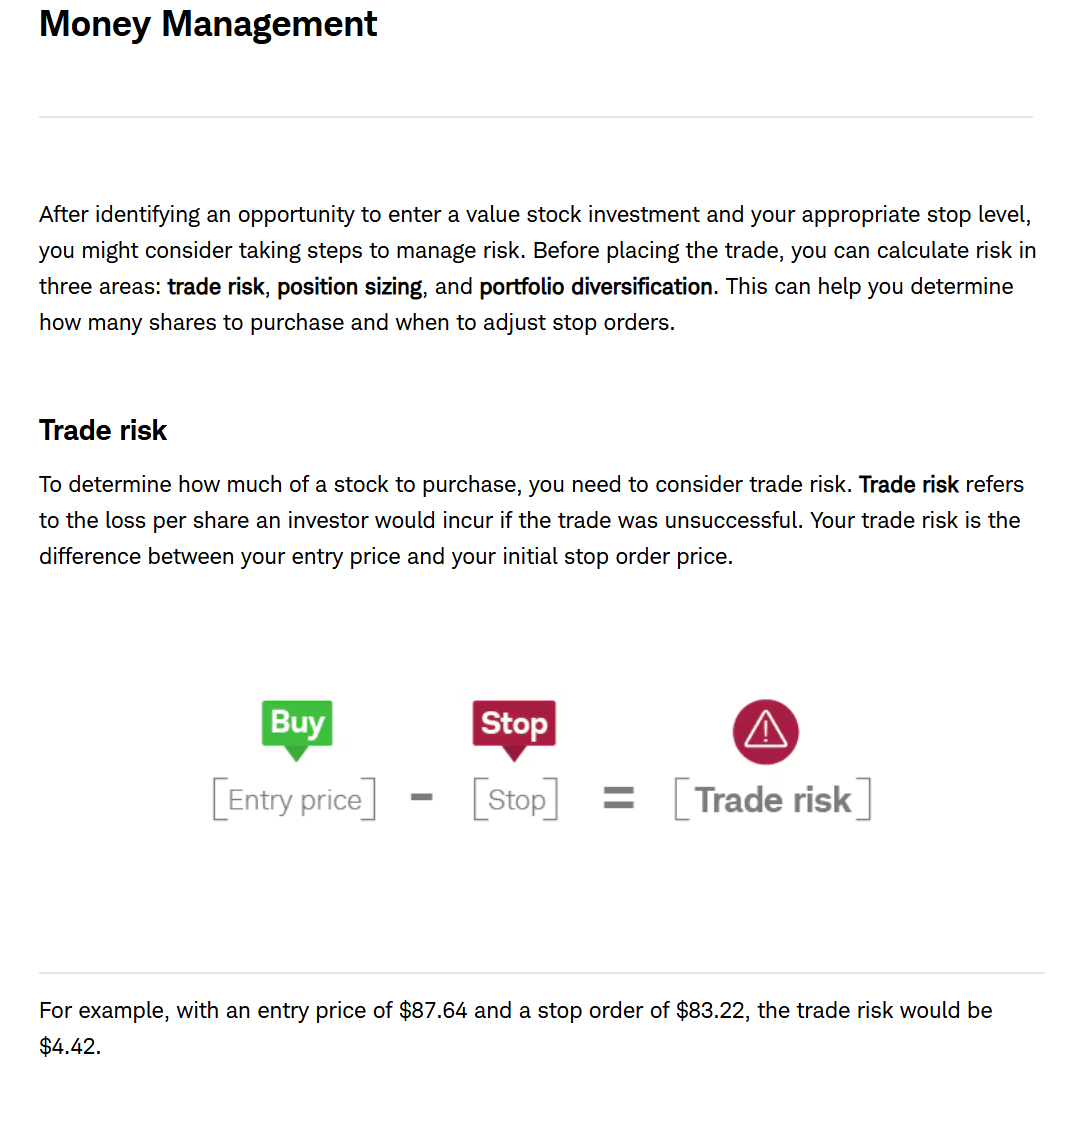 Money Management
After identifying an opportunity to enter a value stock investment and your appropriate stop level,
you might consider taking steps to manage risk. Before placing the trade, you can calculate risk in
three areas: trade risk, position sizing, and portfolio diversification. This can help you determine
how many shares to purchase and when to adjust stop orders.
Trade risk
To determine how much of a stock to purchase, you need to consider trade risk. Trade risk refers
to the loss per share an investor would incur if the trade was unsuccessful. Your trade risk is the
difference between your entry price and your initial stop order price.
Buy Stop
[Entry price] - [Stop] = [Trade risk]
For example, with an entry price of $87.64 and a stop order of $83.22, the trade risk would be
$4.42.